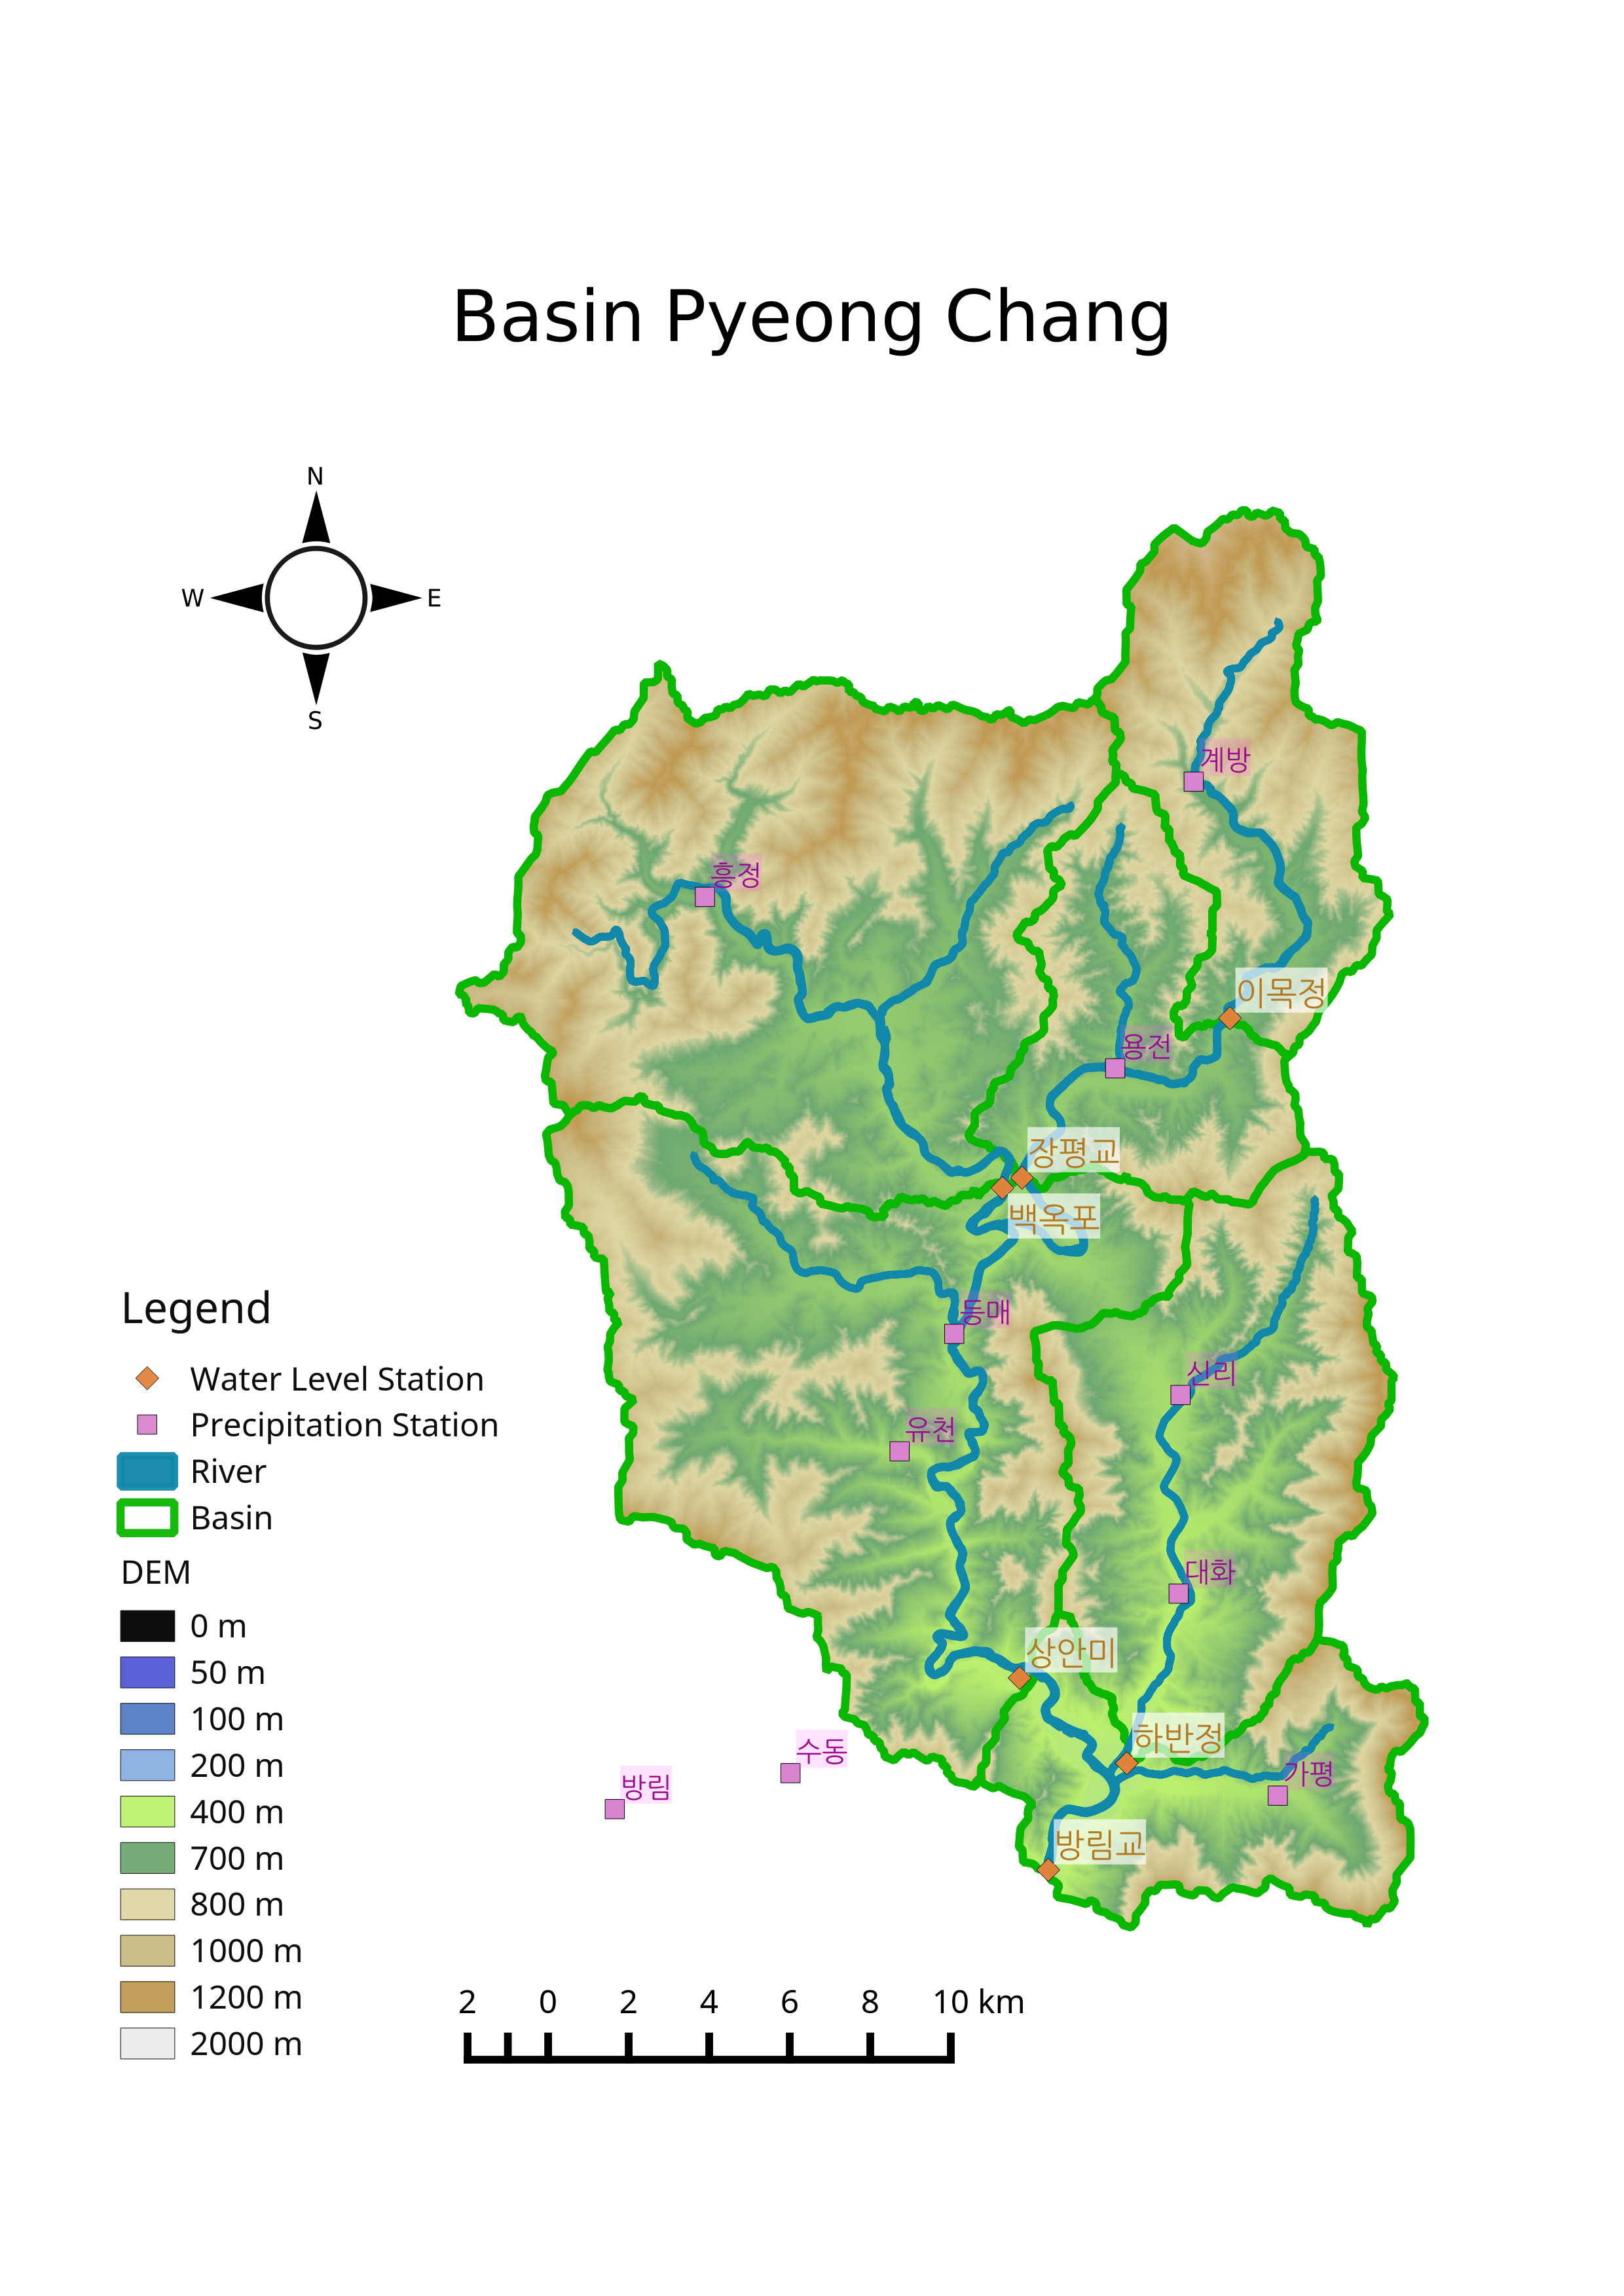 Basin Pyeong Chang
N
W
E
S
계방
흥정
이목정
용전
장평교
백옥포
등매
신리
유천
대화
상안미
하반정
수동
가평
방림
방림교
Legend
Water Level Station
Precipitation Station
River
Basin
DEM
0 m
50 m
100 m
200 m
400 m
700 m
800 m
1000 m
1200 m
2000 m
2 0 2 4 6 8 10 km